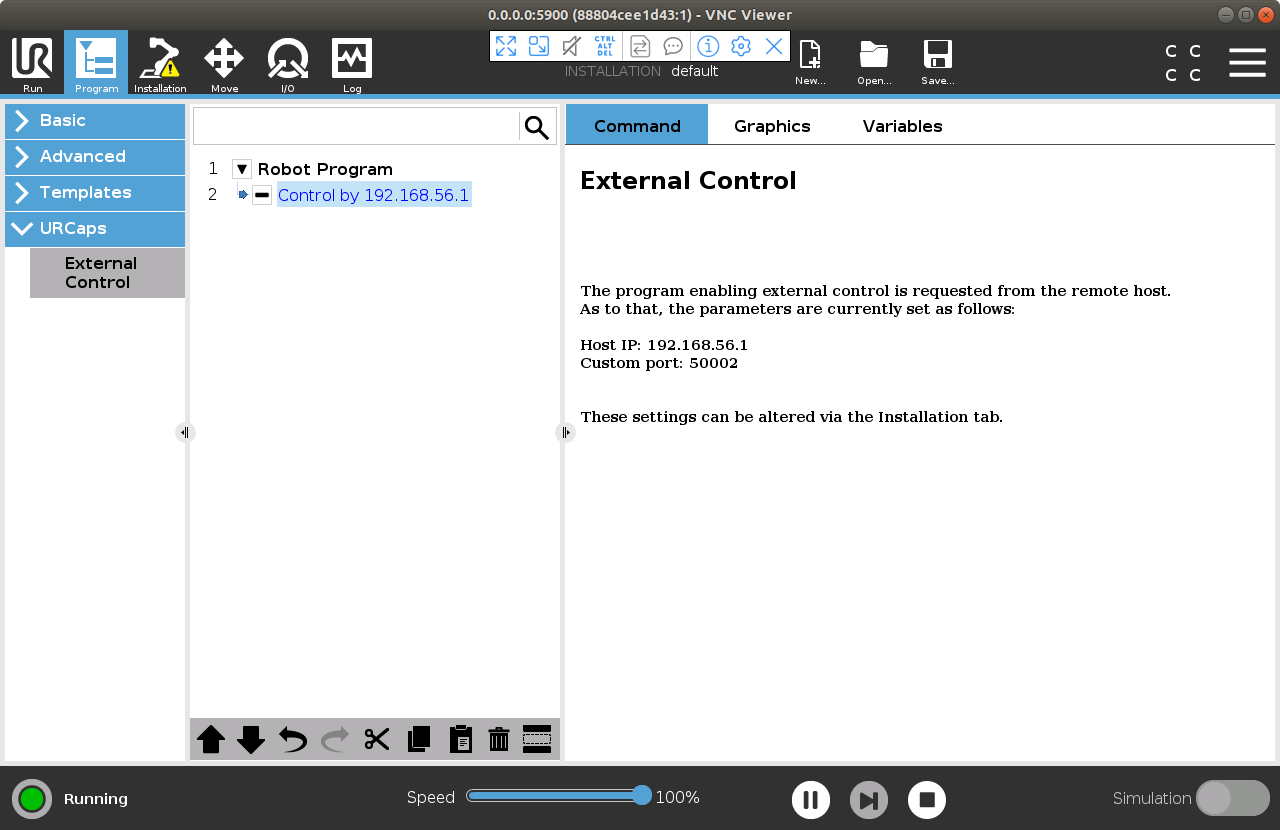 0.0.0.0:5900 (88804cee1d43:1) - VNC Viewer
CTRL
ALT
DEL
UR
Run
Program
Installation
Move
I/O
Log
INSTALLATION default
New...
Open...
Save...
C C
C C
Basic
Advanced
Templates
URCaps
External
Control
1 Robot Program
2 Control by 192.168.56.1
Command Graphics Variables
External Control
The program enabling external control is requested from the remote host.
As to that, the parameters are currently set as follows:
Host IP: 192.168.56.1
Custom port: 50002
These settings can be altered via the Installation tab.
Running
Speed 100%
Simulation